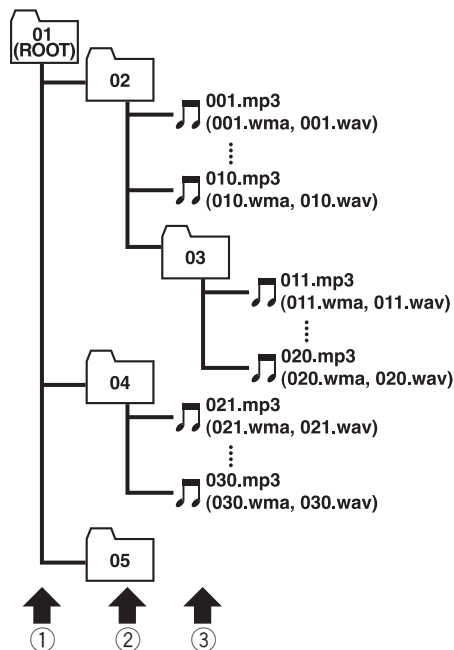 01
(ROOT)
02
001.mp3
(001.wma, 001.wav)
010.mp3
(010.wma, 010.wav)
03
011.mp3
(011.wma, 011.wav)
020.mp3
(020.wma, 020.wav)
04
021.mp3
(021.wma, 021.wav)
030.mp3
(030.wma, 030.wav)
05
① ② ③